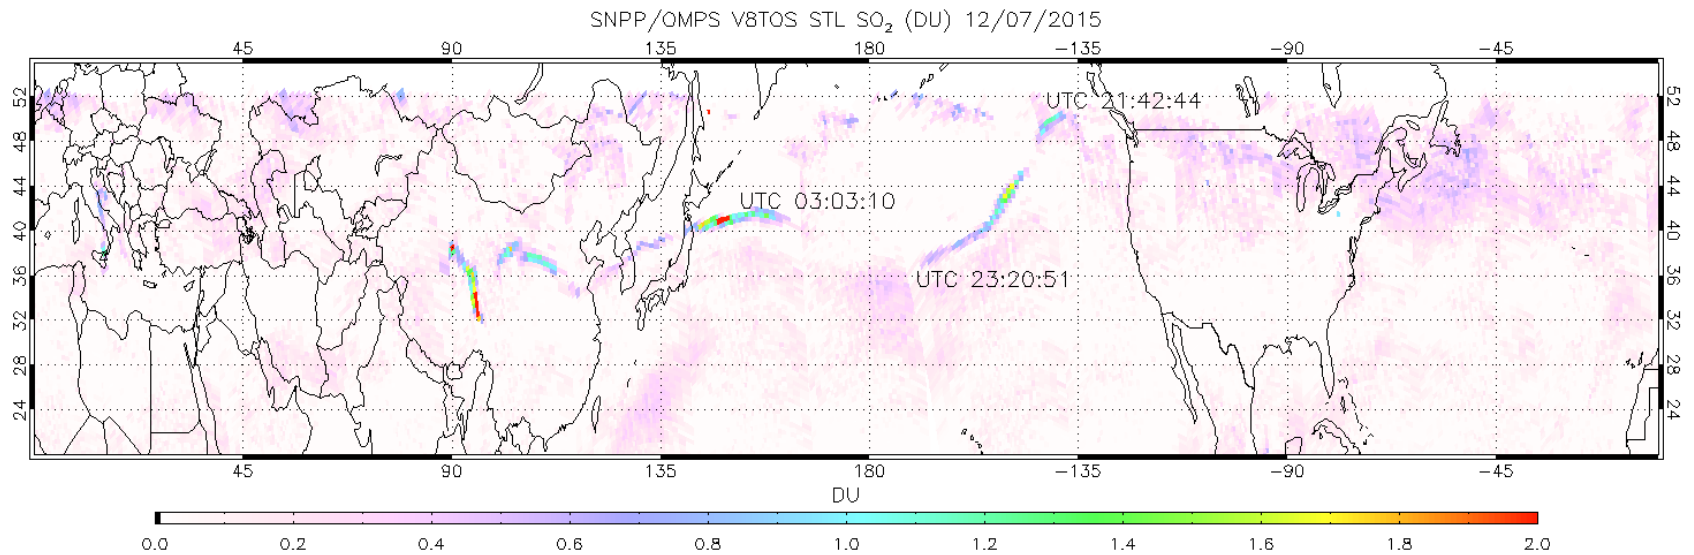 SNPP/OMPS V8TOS STL SO₂ (DU) 12/07/2015
45 90 135 180 −135 −90 −45
52 52
UTC 21:42:44
48 48
44 44
UTC 03:03:10
40 40
36 36
UTC 23:20:51
32 32
28 28
24 24
45 90 135 180 −135 −90 −45
DU
0.0 0.2 0.4 0.6 0.8 1.0 1.2 1.4 1.6 1.8 2.0